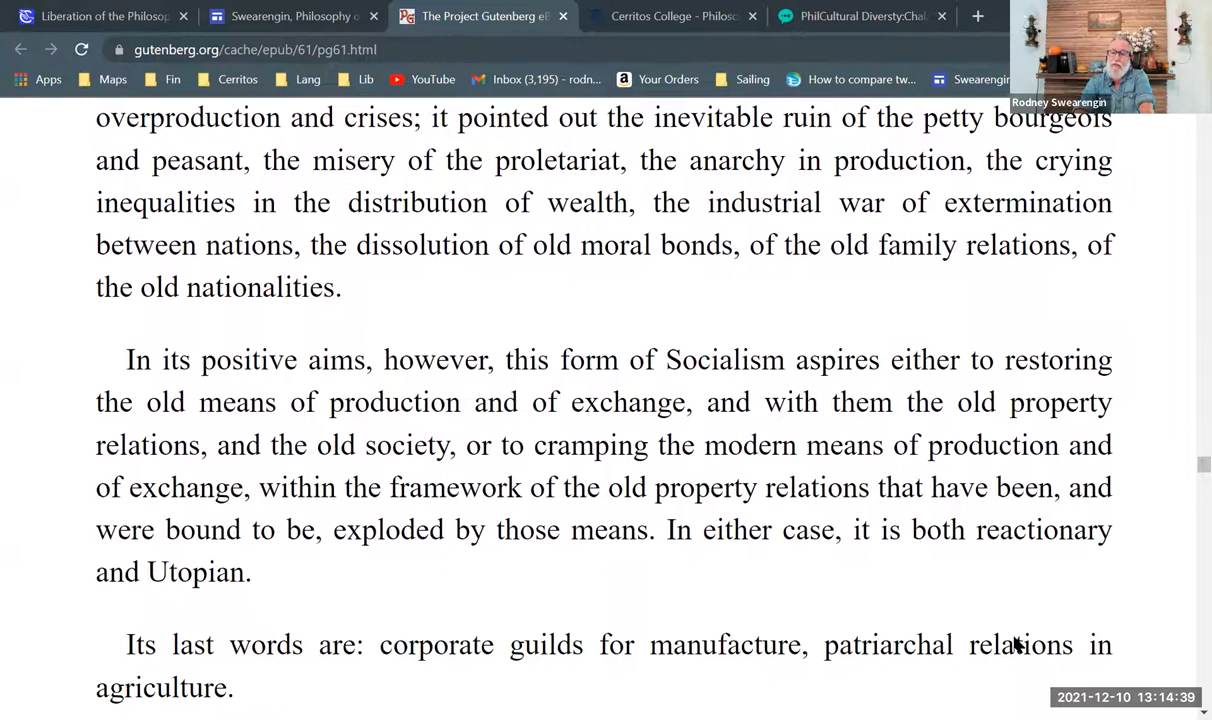 Liberation of the Philosop
Swearengin, Philosophy o
The Project Gutenberg eB
Cerritos College - Philosc
PhilCultural Diversty:Chal
gutenberg.org/cache/epub/61/pg61.html
Apps
Maps
Fin
Cerritos
Lang
Lib
YouTube
Inbox (3,195) - rodn...
Your Orders
Sailing
How to compare tw...
Swearengin
Rodney Swearengin
overproduction and crises; it pointed out the inevitable ruin of the petty bourgeois
and peasant, the misery of the proletariat, the anarchy in production, the crying
inequalities in the distribution of wealth, the industrial war of extermination
between nations, the dissolution of old moral bonds, of the old family relations, of
the old nationalities.
In its positive aims, however, this form of Socialism aspires either to restoring
the old means of production and of exchange, and with them the old property
relations, and the old society, or to cramping the modern means of production and
of exchange, within the framework of the old property relations that have been, and
were bound to be, exploded by those means. In either case, it is both reactionary
and Utopian.
Its last words are: corporate guilds for manufacture, patriarchal relations in
agriculture.
2021-12-10 13:14:39